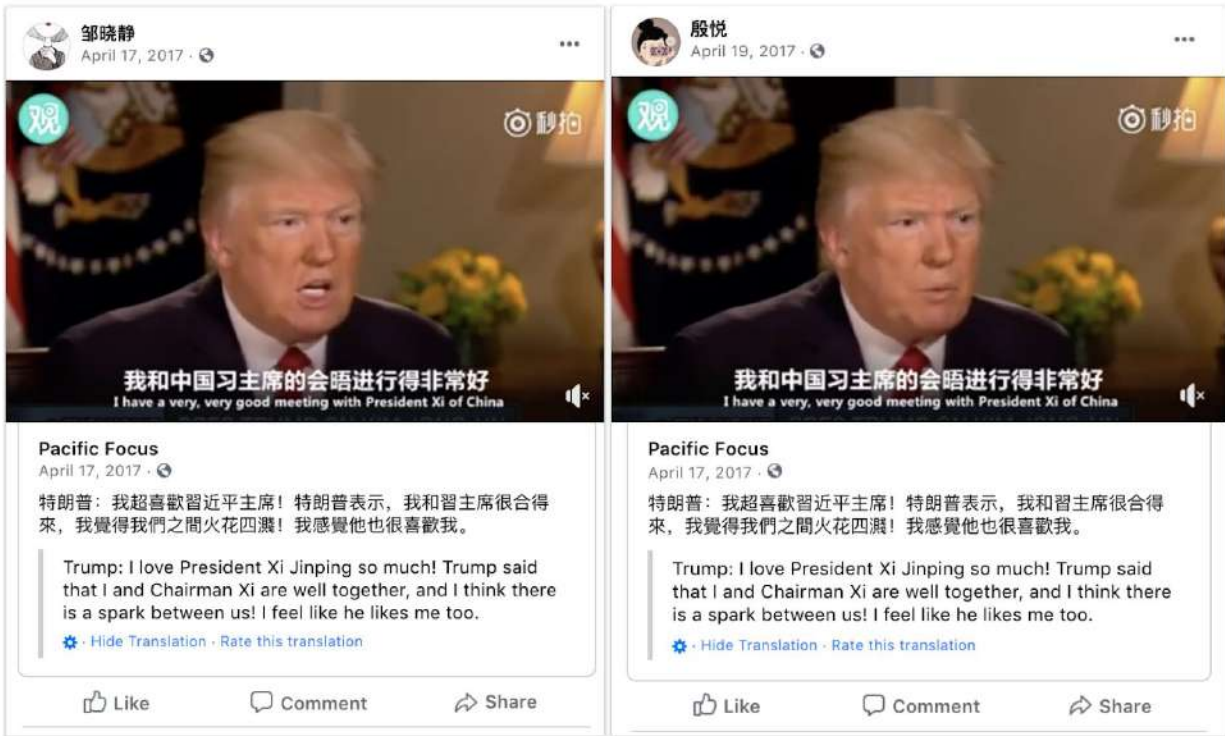 邹晓静
April 17, 2017
观
秒拍
我和中国习主席的会晤进行得非常好
I have a very, very good meeting with President Xi of China
Pacific Focus
April 17, 2017
特朗普：我超喜歡習近平主席！特朗普表示，我和習主席很合得
來，我覺得我們之間火花四濺！我感覺他也很喜歡我。
Trump: I love President Xi Jinping so much! Trump said
that I and Chairman Xi are well together, and I think there
is a spark between us! I feel like he likes me too.
· Hide Translation · Rate this translation
Like Comment Share
殷悦
April 19, 2017
观
秒拍
我和中国习主席的会晤进行得非常好
I have a very, very good meeting with President Xi of China
Pacific Focus
April 17, 2017
特朗普：我超喜歡習近平主席！特朗普表示，我和習主席很合得
來，我覺得我們之間火花四濺！我感覺他也很喜歡我。
Trump: I love President Xi Jinping so much! Trump said
that I and Chairman Xi are well together, and I think there
is a spark between us! I feel like he likes me too.
· Hide Translation · Rate this translation
Like Comment Share